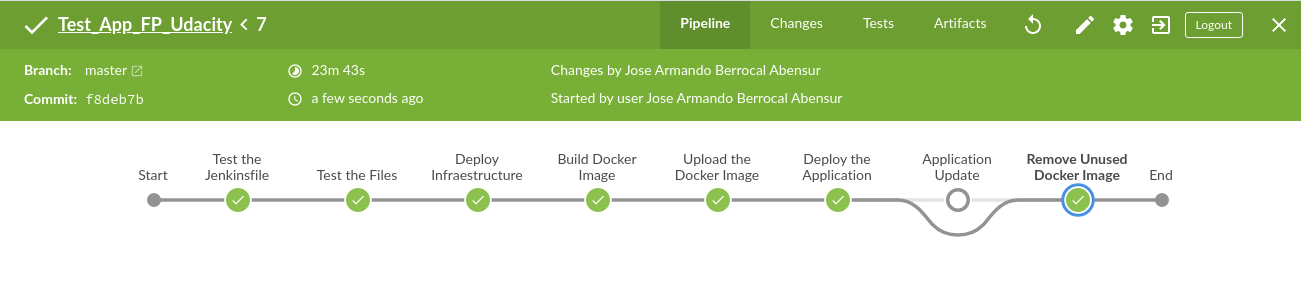 Test_App_FP_Udacity < 7
Pipeline
Changes
Tests
Artifacts
Logout
Branch: master
23m 43s
Changes by Jose Armando Berrocal Abensur
Commit: f8deb7b
a few seconds ago
Started by user Jose Armando Berrocal Abensur
Start
Test the
Jenkinsfile
Test the Files
Deploy
Infraestructure
Build Docker
Image
Upload the
Docker Image
Deploy the
Application
Application
Update
Remove Unused
Docker Image
End